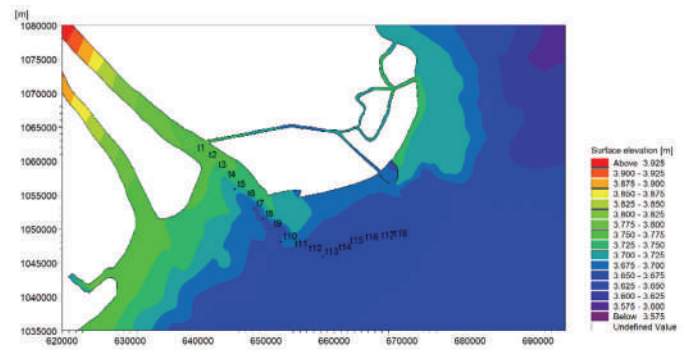 [m]
1080000
1075000
1070000
1065000
1060000
1055000
1050000
1045000
1040000
1035000
620000 630000 640000 650000 660000 670000 680000 690000
t1
t2
t3
t4
t5
t6
t7
t8
t9
t10
t11
t12
t13
t14
t15
t16
t17
t18
Surface elevation [m]
Above 3.925
3.900 - 3.925
3.875 - 3.900
3.850 - 3.875
3.825 - 3.850
3.800 - 3.825
3.775 - 3.800
3.750 - 3.775
3.725 - 3.750
3.700 - 3.725
3.675 - 3.700
3.650 - 3.675
3.625 - 3.650
3.600 - 3.625
3.575 - 3.600
Below 3.575
Undefined Value